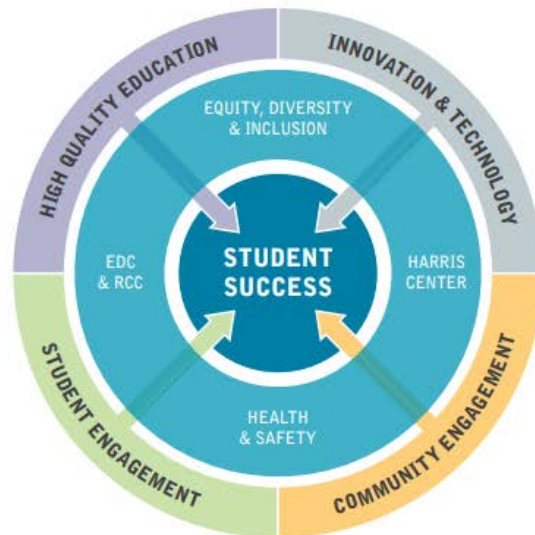 HIGH QUALITY EDUCATION
INNOVATION & TECHNOLOGY
EQUITY, DIVERSITY
& INCLUSION
EDC
& RCC
STUDENT
SUCCESS
HARRIS
CENTER
HEALTH
& SAFETY
STUDENT ENGAGEMENT
COMMUNITY ENGAGEMENT